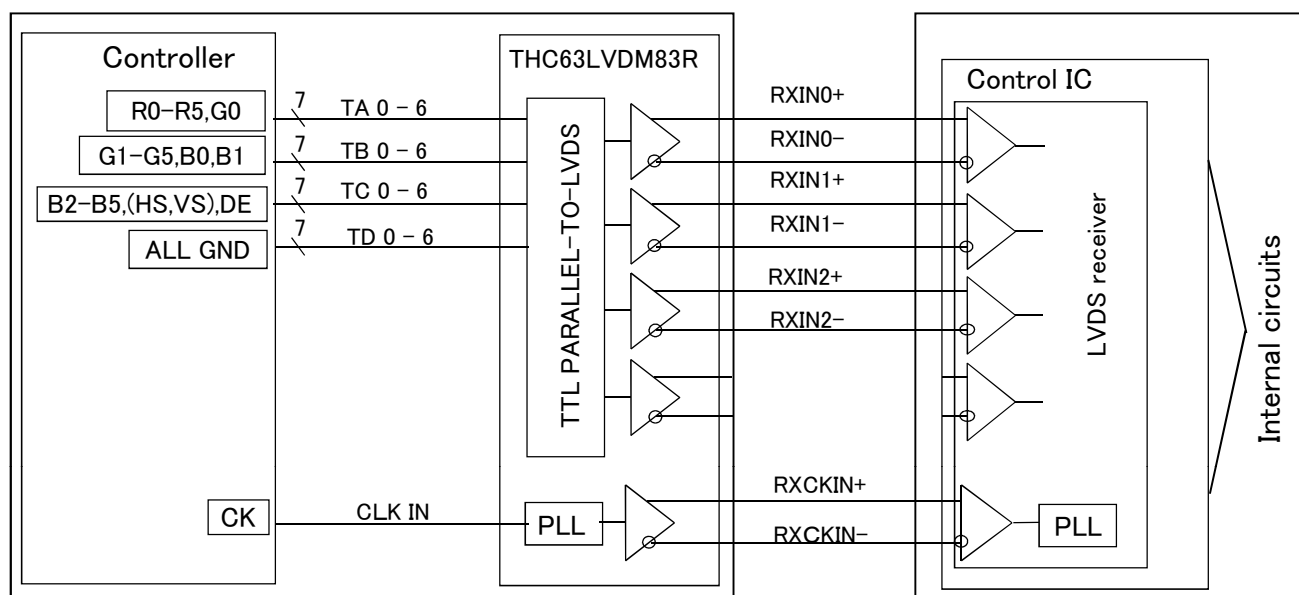 Controller
THC63LVDM83R
Control IC
R0-R5,G0
7
TA 0 - 6
RXIN0+
RXIN0-
G1-G5,B0,B1
7
TB 0 - 6
RXIN1+
RXIN1-
B2-B5,(HS,VS),DE
7
TC 0 - 6
RXIN2+
RXIN2-
ALL GND
7
TD 0 - 6
TTL PARALLEL-TO-LVDS
LVDS receiver
Internal circuits
CK
CLK IN
PLL
RXCKIN+
RXCKIN-
PLL